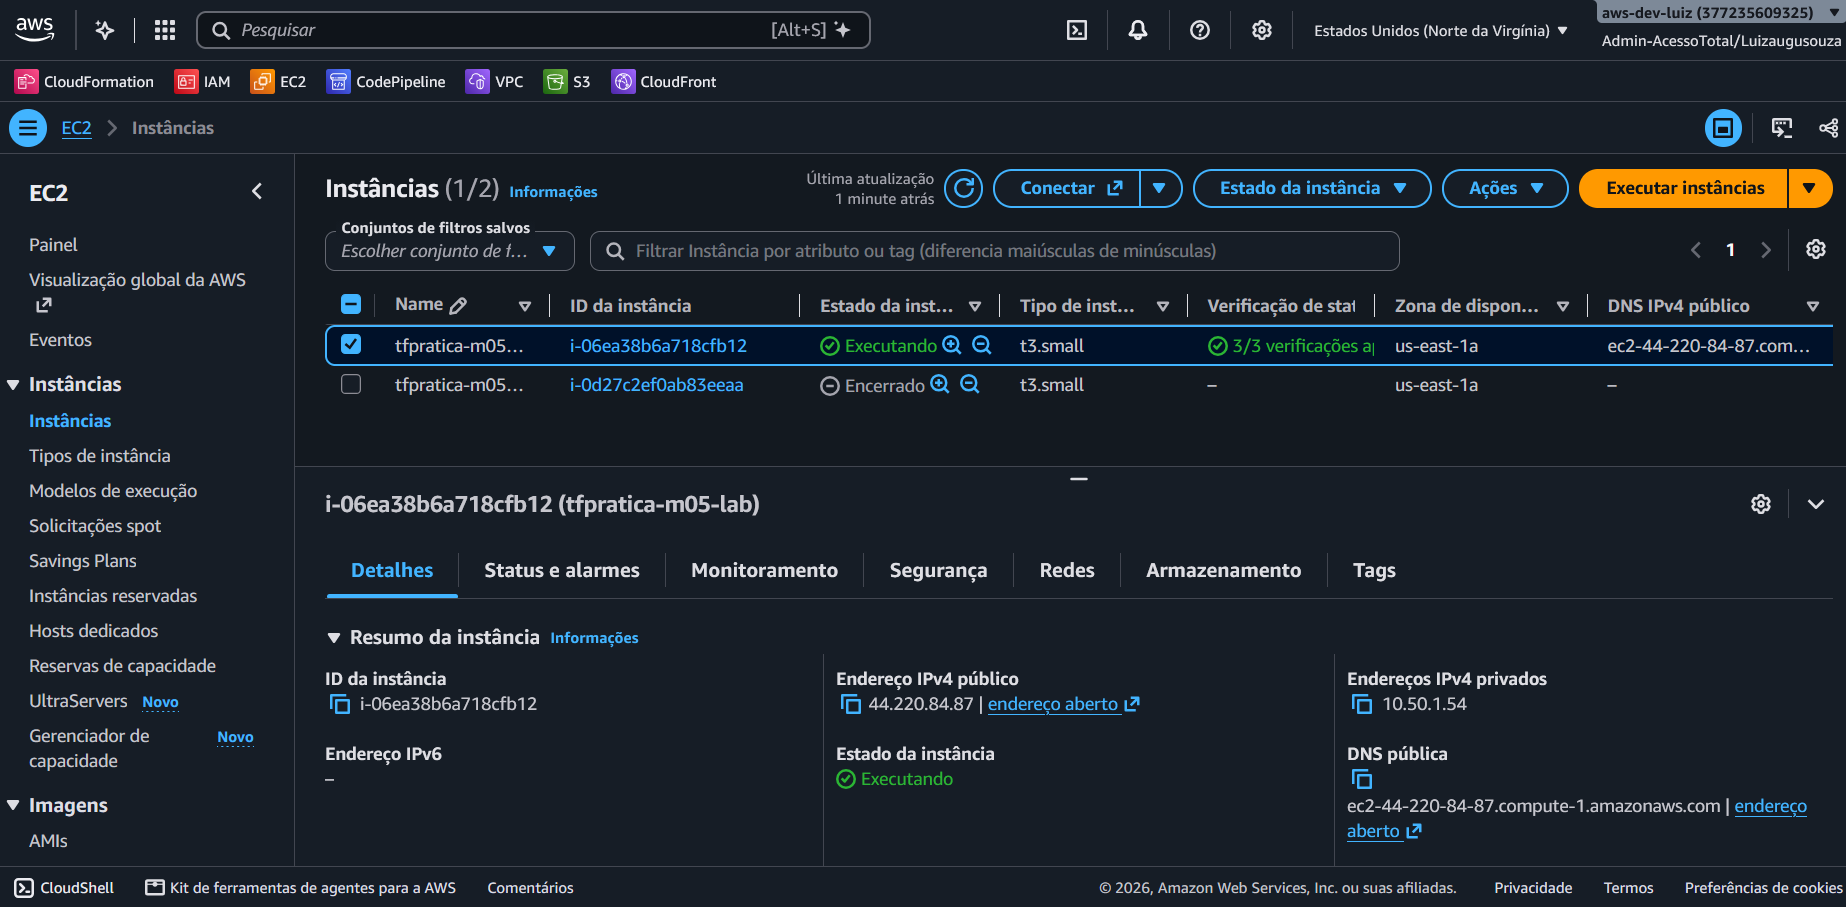 aws
Pesquisar
[Alt+S]
Estados Unidos (Norte da Virgínia)
aws-dev-luiz (377235609325)
Admin-AcessoTotal/Luizaugusouza
CloudFormation
IAM
EC2
CodePipeline
VPC
S3
CloudFront
EC2
Instâncias
EC2
Painel
Visualização global da AWS
Eventos
Instâncias
Instâncias
Tipos de instância
Modelos de execução
Solicitações spot
Savings Plans
Instâncias reservadas
Hosts dedicados
Reservas de capacidade
UltraServers Novo
Gerenciador de Novo
capacidade
Imagens
AMIs
Instâncias (1/2) Informações
Última atualização
1 minute atrás
Conectar
Estado da instância
Ações
Executar instâncias
Conjuntos de filtros salvos
Escolher conjunto de f...
Filtrar Instância por atributo ou tag (diferencia maiúsculas de minúsculas)
1
Name ID da instância Estado da inst... Tipo de inst... Verificação de stat Zona de dispon... DNS IPv4 público
tfpratica-m05... i-06ea38b6a718cfb12 Executando t3.small 3/3 verificações a us-east-1a ec2-44-220-84-87.com...
tfpratica-m05... i-0d27c2ef0ab83eeaa Encerrado t3.small – us-east-1a –
i-06ea38b6a718cfb12 (tfpratica-m05-lab)
Detalhes
Status e alarmes
Monitoramento
Segurança
Redes
Armazenamento
Tags
Resumo da instância Informações
ID da instância
i-06ea38b6a718cfb12
Endereço IPv6
–
Endereço IPv4 público
44.220.84.87 | endereço aberto
Estado da instância
Executando
Endereços IPv4 privados
10.50.1.54
DNS pública
ec2-44-220-84-87.compute-1.amazonaws.com | endereço
aberto
CloudShell
Kit de ferramentas de agentes para a AWS
Comentários
© 2026, Amazon Web Services, Inc. ou suas afiliadas.
Privacidade
Termos
Preferências de cookies